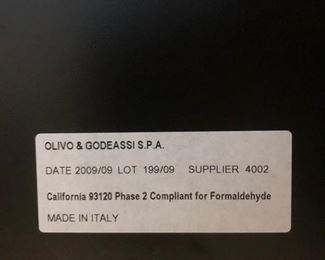 OLIVO & GODEASSI S.P.A.
DATE 2009/09 LOT 199/09 SUPPLIER 4002
California 93120 Phase 2 Compliant for Formaldehyde
MADE IN ITALY